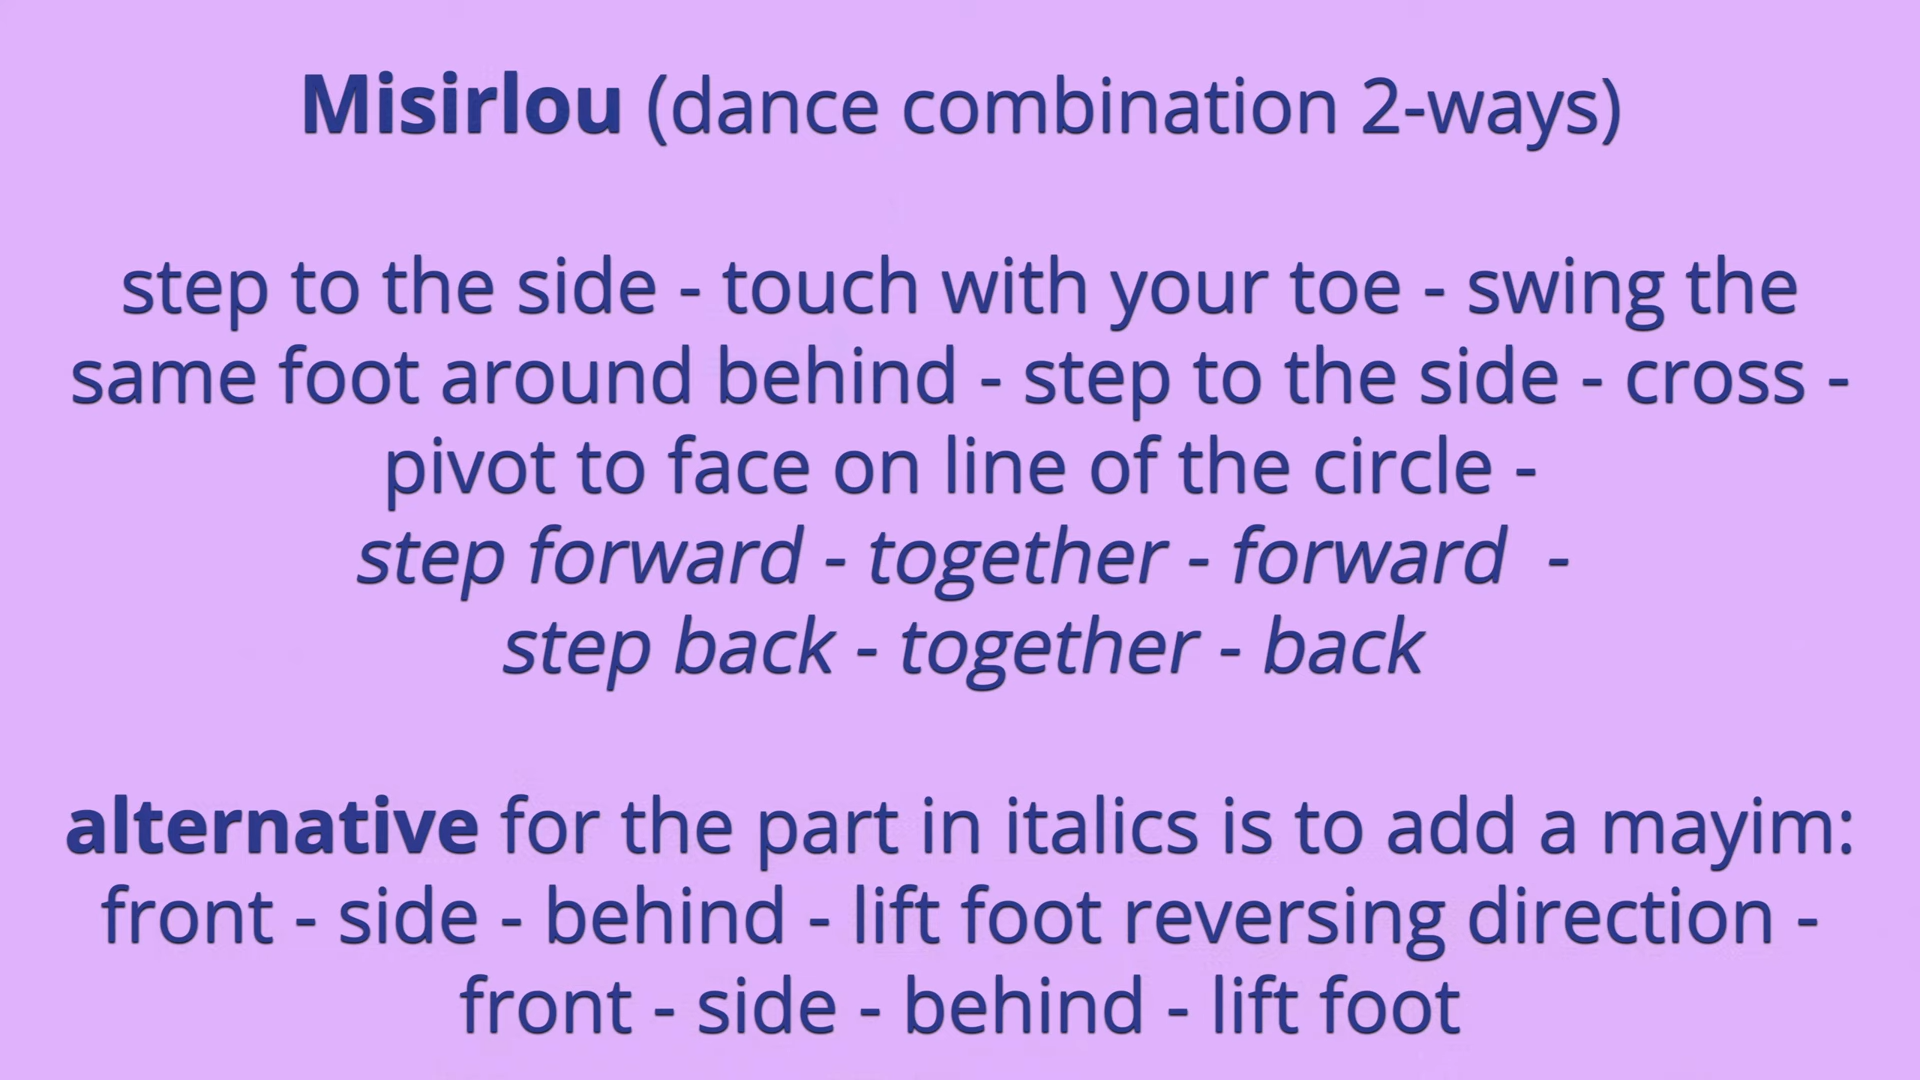 Misirlou (dance combination 2-ways)
step to the side - touch with your toe - swing the
same foot around behind - step to the side - cross -
pivot to face on line of the circle -
step forward - together - forward  -
step back - together - back
alternative for the part in italics is to add a mayim:
front - side - behind - lift foot reversing direction -
front - side - behind - lift foot